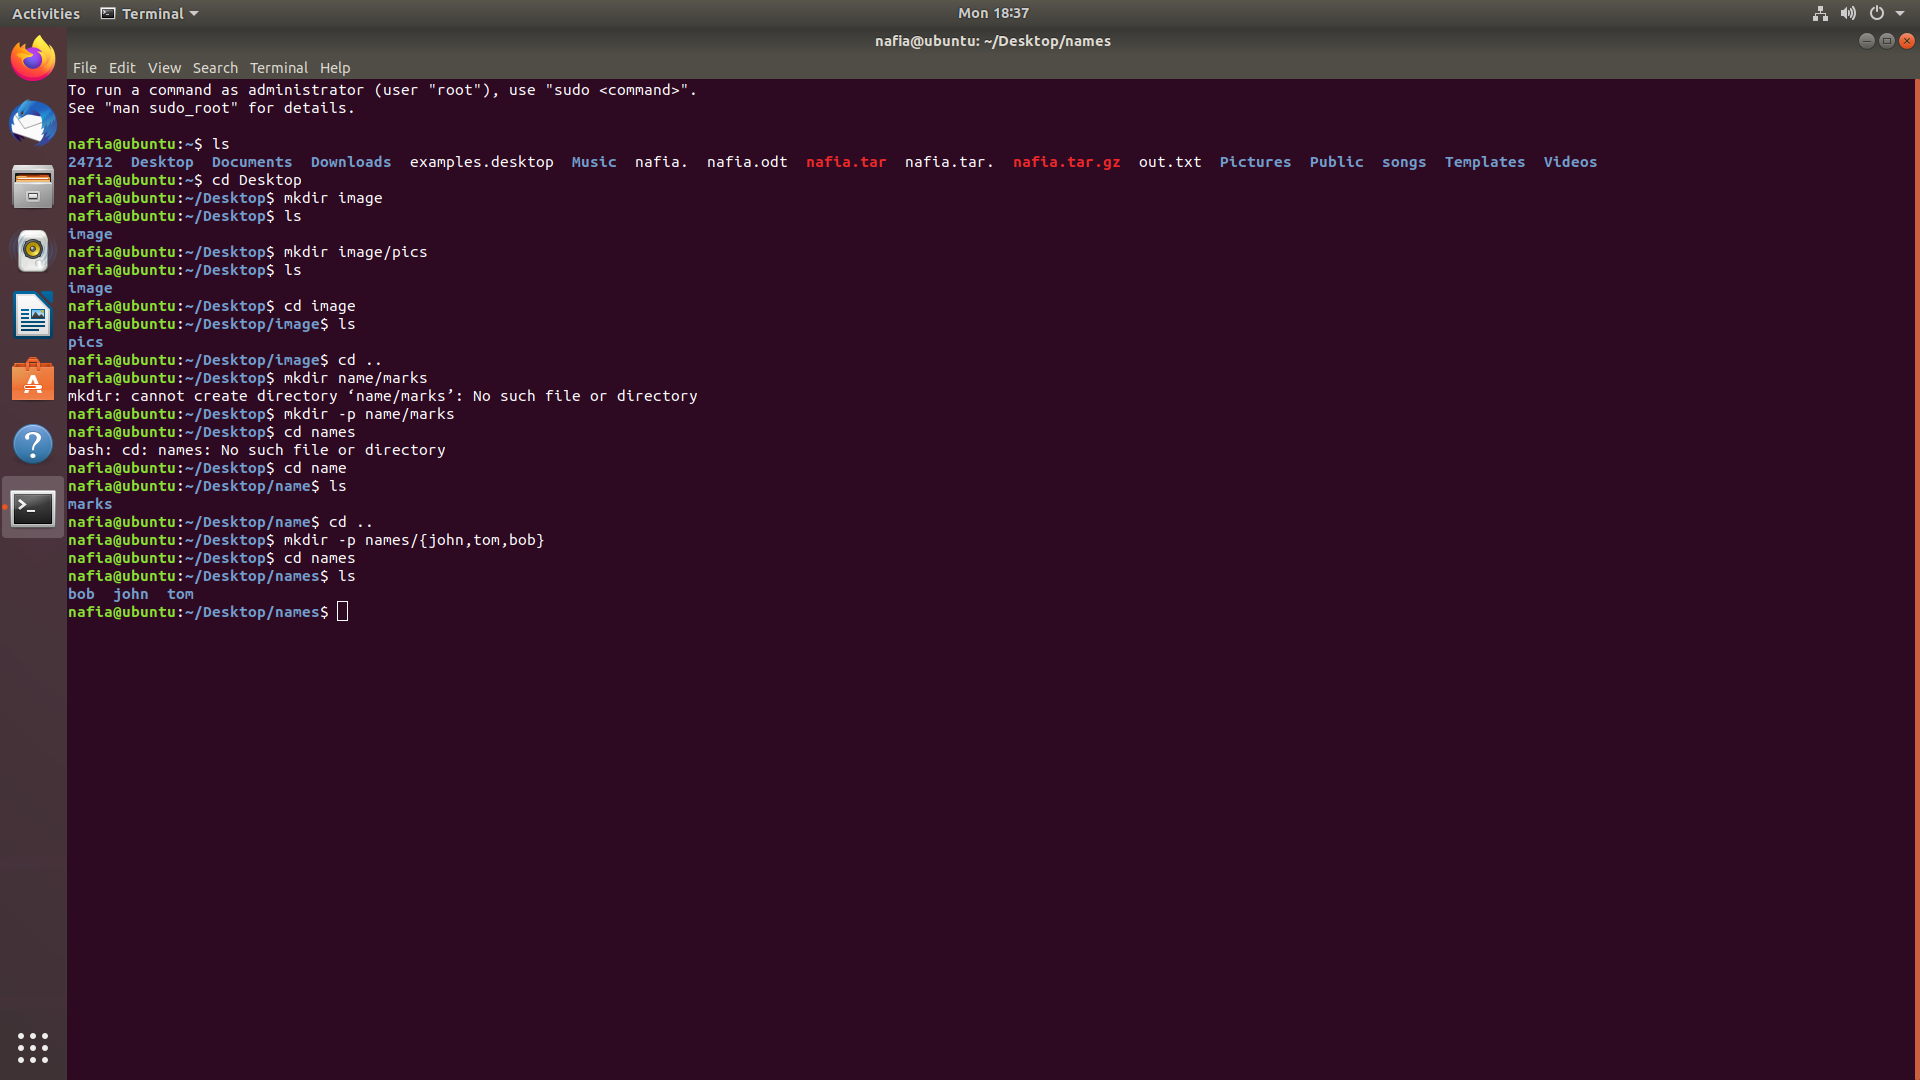 Activities Terminal Mon 18:37
nafia@ubuntu: ~/Desktop/names
File Edit View Search Terminal Help
To run a command as administrator (user "root"), use "sudo <command>".
See "man sudo_root" for details.
nafia@ubuntu:~$ ls
24712 Desktop Documents Downloads examples.desktop Music nafia. nafia.odt nafia.tar nafia.tar. nafia.tar.gz out.txt Pictures Public songs Templates Videos
nafia@ubuntu:~$ cd Desktop
nafia@ubuntu:~/Desktop$ mkdir image
nafia@ubuntu:~/Desktop$ ls
image
nafia@ubuntu:~/Desktop$ mkdir image/pics
nafia@ubuntu:~/Desktop$ ls
image
nafia@ubuntu:~/Desktop$ cd image
nafia@ubuntu:~/Desktop/image$ ls
pics
nafia@ubuntu:~/Desktop/image$ cd ..
nafia@ubuntu:~/Desktop$ mkdir name/marks
mkdir: cannot create directory ‘name/marks’: No such file or directory
nafia@ubuntu:~/Desktop$ mkdir -p name/marks
nafia@ubuntu:~/Desktop$ cd names
bash: cd: names: No such file or directory
nafia@ubuntu:~/Desktop$ cd name
nafia@ubuntu:~/Desktop/name$ ls
marks
nafia@ubuntu:~/Desktop/name$ cd ..
nafia@ubuntu:~/Desktop$ mkdir -p names/{john,tom,bob}
nafia@ubuntu:~/Desktop$ cd names
nafia@ubuntu:~/Desktop/names$ ls
bob john tom
nafia@ubuntu:~/Desktop/names$